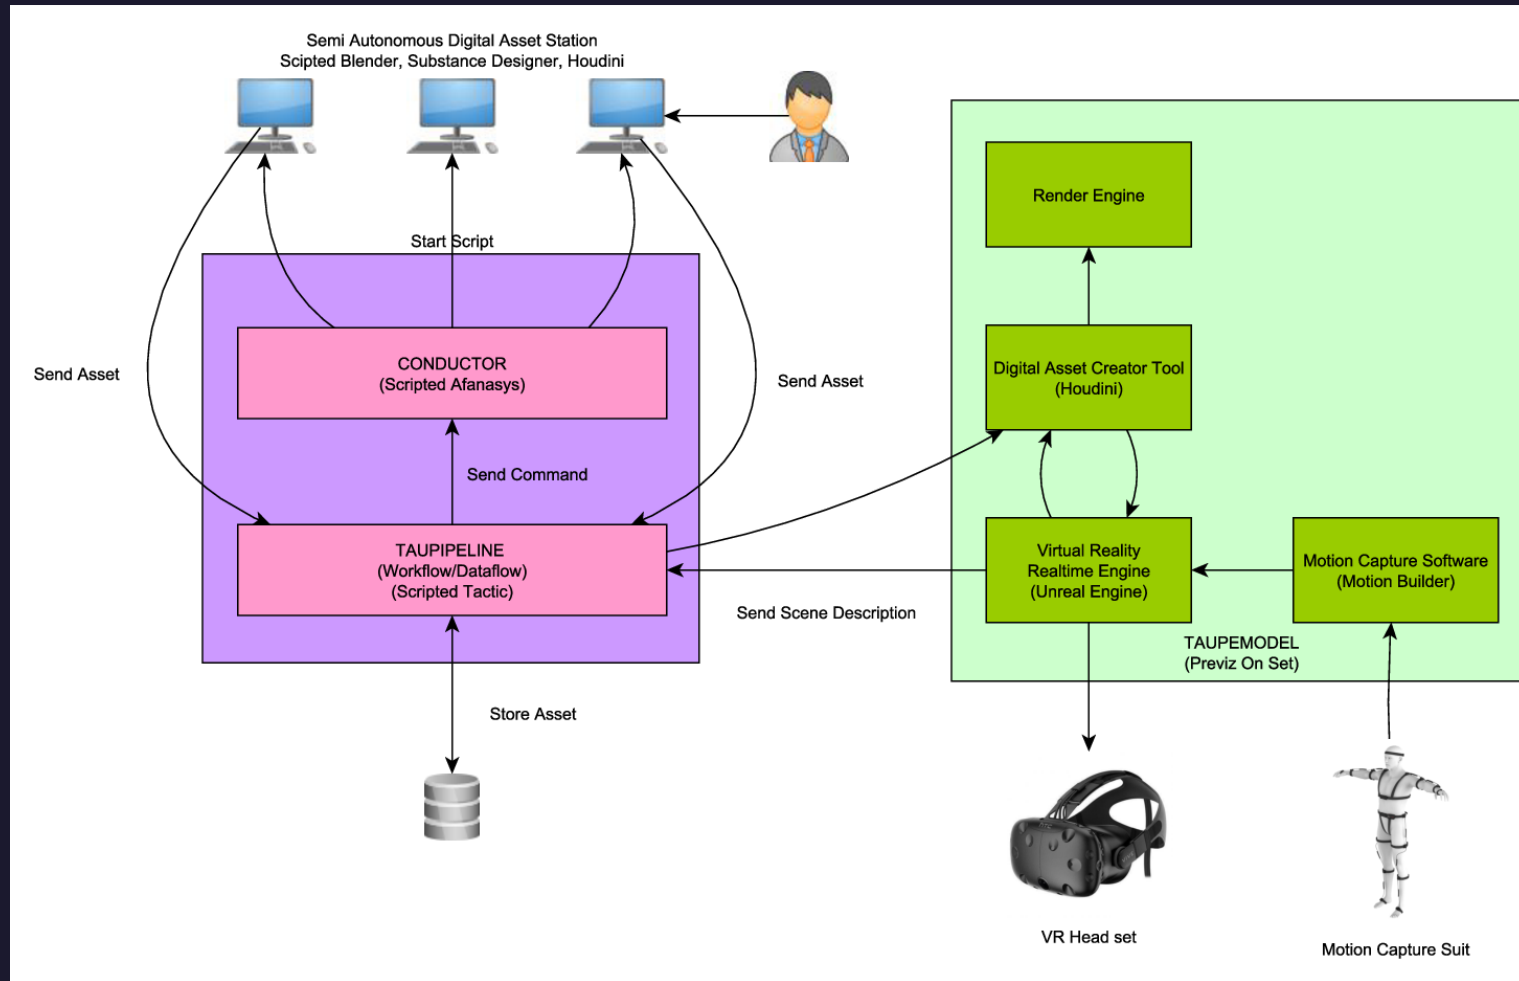 Semi Autonomous Digital Asset Station
Scipted Blender, Substance Designer, Houdini
Start Script
CONDUCTOR
(Scripted Afanasys)
Send Asset
Send Asset
Send Command
TAUPIPELINE
(Workflow/Dataflow)
(Scripted Tactic)
Store Asset
Send Scene Description
Render Engine
Digital Asset Creator Tool
(Houdini)
Virtual Reality
Realtime Engine
(Unreal Engine)
Motion Capture Software
(Motion Builder)
TAUPEMODEL
(Previz On Set)
VR Head set
Motion Capture Suit